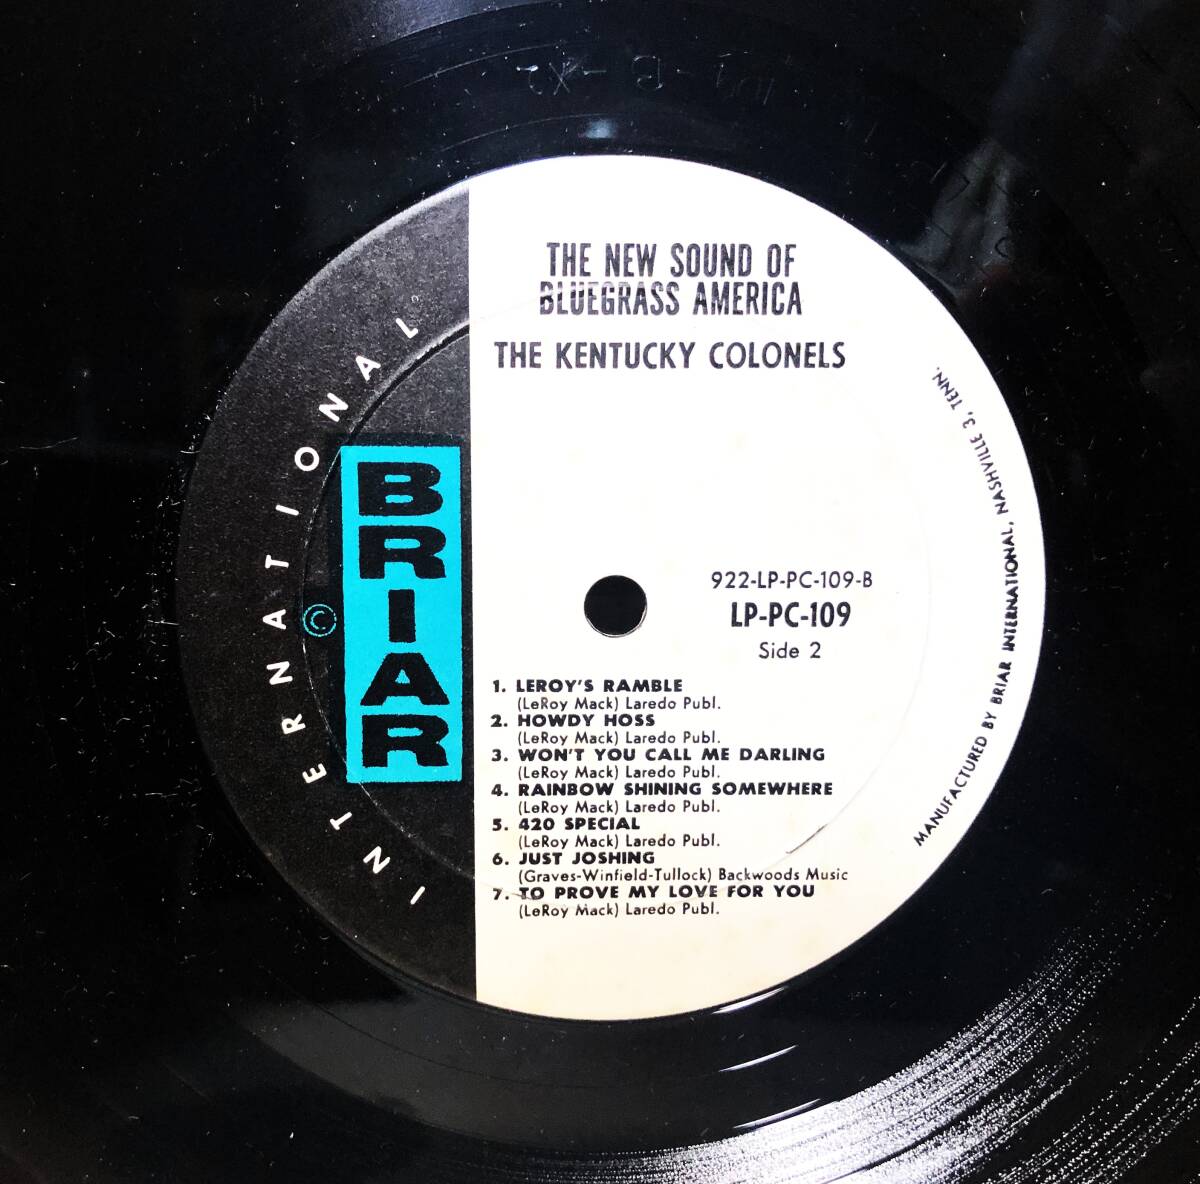 THE NEW SOUND OF
BLUEGRASS AMERICA
THE KENTUCKY COLONELS
INTERNATIONAL
BRIAR
©
922-LP-PC-109-B
LP-PC-109
Side 2
1. LEROY'S RAMBLE
(LeRoy Mack) Laredo Publ.
2. HOWDY HOSS
(LeRoy Mack) Laredo Publ.
3. WON'T YOU CALL ME DARLING
(LeRoy Mack) Laredo Publ.
4. RAINBOW SHINING SOMEWHERE
(LeRoy Mack) Laredo Publ.
5. 420 SPECIAL
(LeRoy Mack) Laredo Publ.
6. JUST JOSHING
(Graves-Winfield-Tullock) Backwoods Music
7. TO PROVE MY LOVE FOR YOU
(LeRoy Mack) Laredo Publ.
MANUFACTURED BY BRIAR INTERNATIONAL, NASHVILLE 3, TENN.